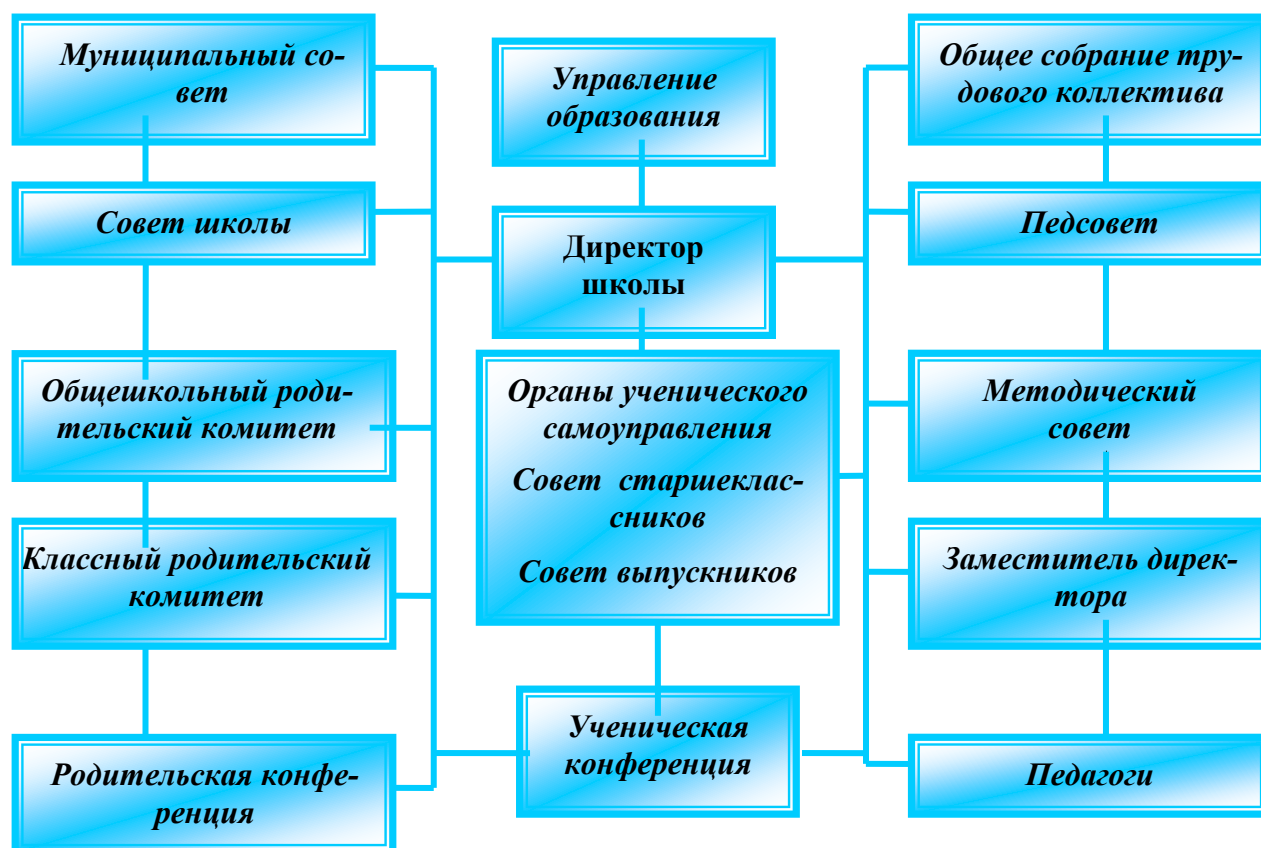 Муниципальный со-
вет
Управление
образования
Общее собрание тру-
дового коллектива
Совет школы
Директор
школы
Педсовет
Общешкольный роди-
тельский комитет
Органы ученического
самоуправления
Совет старшеклас-
сников
Совет выпускников
Методический
совет
Классный родительский
комитет
Заместитель дирек-
тора
Родительская конфе-
ренция
Ученическая
конференция
Педагоги